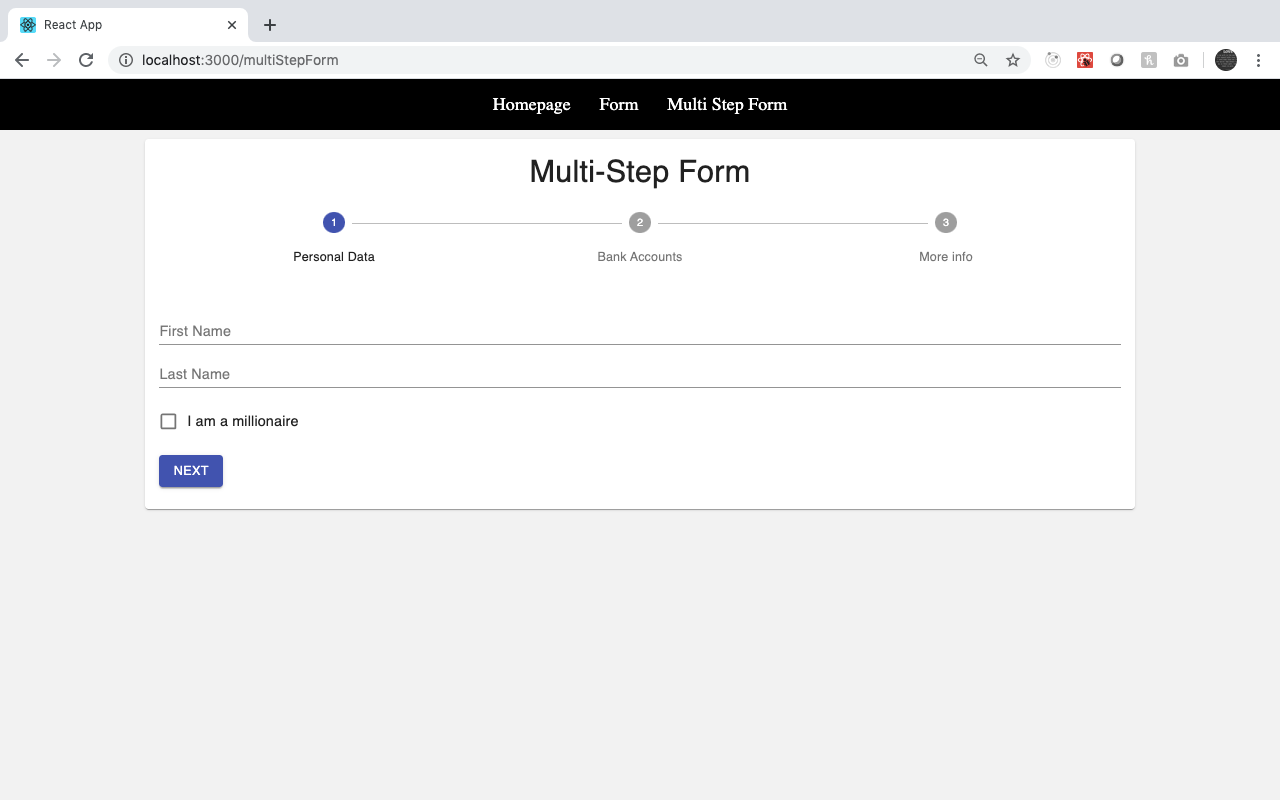 React App
localhost:3000/multiStepForm
Homepage Form Multi Step Form
Multi-Step Form
1 2 3
Personal Data Bank Accounts More info
First Name
Last Name
I am a millionaire
NEXT